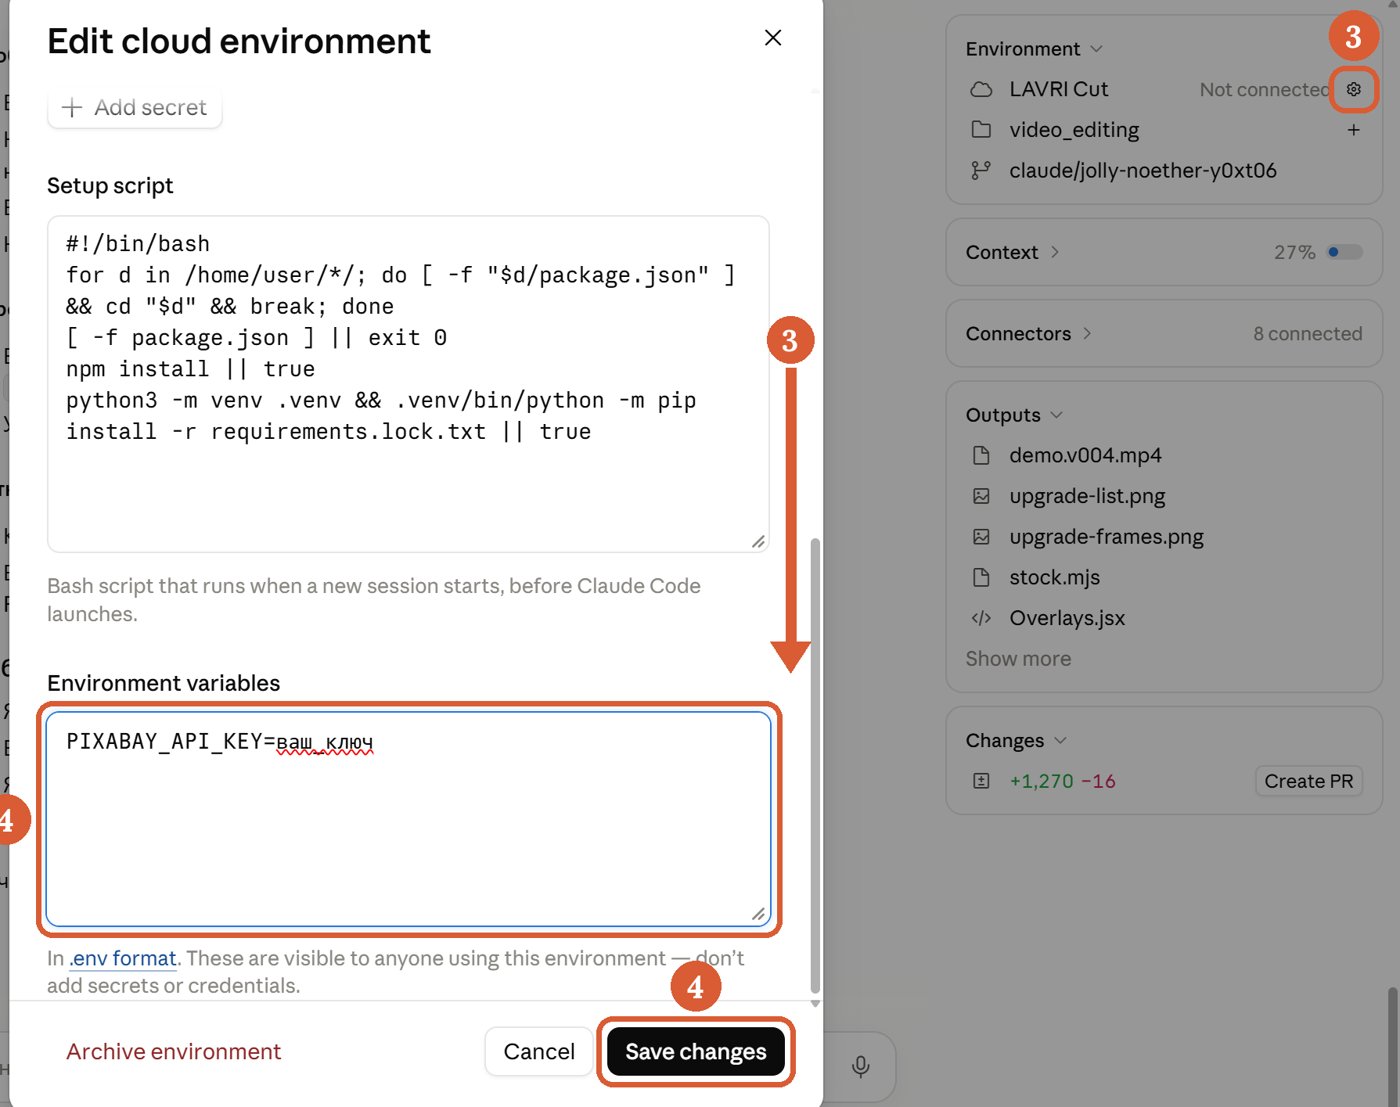 Edit cloud environment
Add secret
Setup script
#!/bin/bash
for d in /home/user/*/; do [ -f "$d/package.json" ]
&& cd "$d" && break; done
[ -f package.json ] || exit 0
npm install || true
python3 -m venv .venv && .venv/bin/python -m pip
install -r requirements.lock.txt || true
Bash script that runs when a new session starts, before Claude Code
launches.
3
Environment variables
PIXABAY_API_KEY=ваш_ключ
4
In .env format. These are visible to anyone using this environment — don't
add secrets or credentials.
4
Archive environment
Cancel
Save changes
3
Environment
LAVRI Cut Not connected
video_editing
claude/jolly-noether-y0xt06
Context 27%
Connectors 8 connected
Outputs
demo.v004.mp4
upgrade-list.png
upgrade-frames.png
stock.mjs
Overlays.jsx
Show more
Changes
+1,270 −16 Create PR